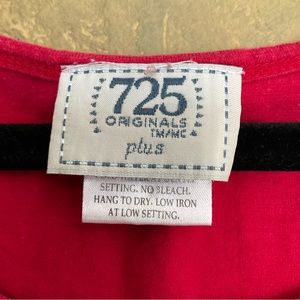 725
ORIGINALS
TM/MC
plus
SETTING. NO BLEACH.
HANG TO DRY. LOW IRON
AT LOW SETTING.